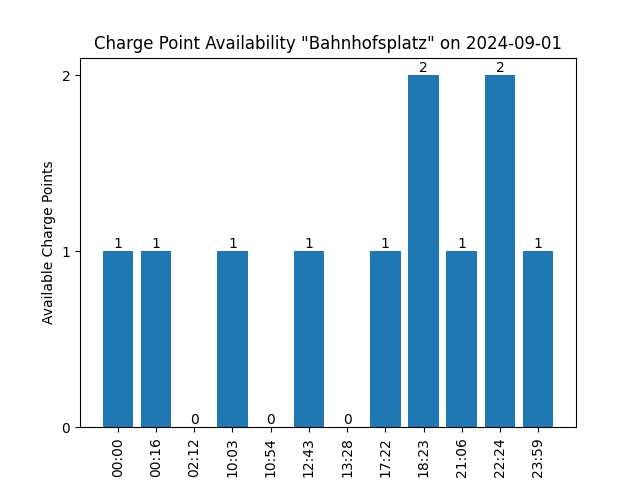 Charge Point Availability "Bahnhofsplatz" on 2024-09-01
Available Charge Points
2
1
0
1 1 0 1 0 1 0 1 2 1 2 1
00:00 00:16 02:12 10:03 10:54 12:43 13:28 17:22 18:23 21:06 22:24 23:59